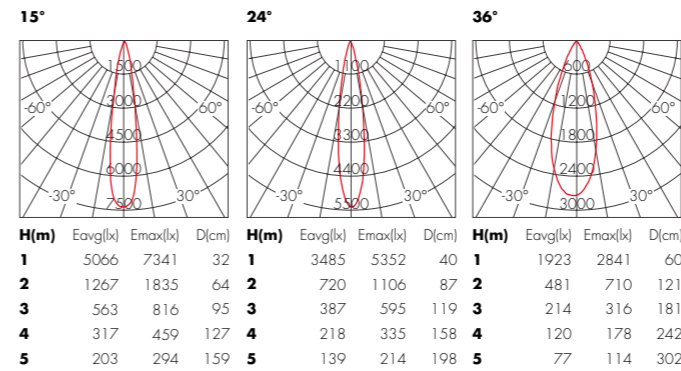 15° 24° 36°
1500 1100 600
3000 2200 1200
-60° 60° -60° 60° -60° 60°
4500 3300 1800
6000 4400 2400
-30° 30° -30° 30° -30° 30°
7500 5500 3000
H(m) Eavg(lx) Emax(lx) D(cm) H(m) Eavg(lx) Emax(lx) D(cm) H(m) Eavg(lx) Emax(lx) D(cm)
1 5066 7341 32 1 3485 5352 40 1 1923 2841 60
2 1267 1835 64 2 720 1106 87 2 481 710 121
3 563 816 95 3 387 595 119 3 214 316 181
4 317 459 127 4 218 335 158 4 120 178 242
5 203 294 159 5 139 214 198 5 77 114 302